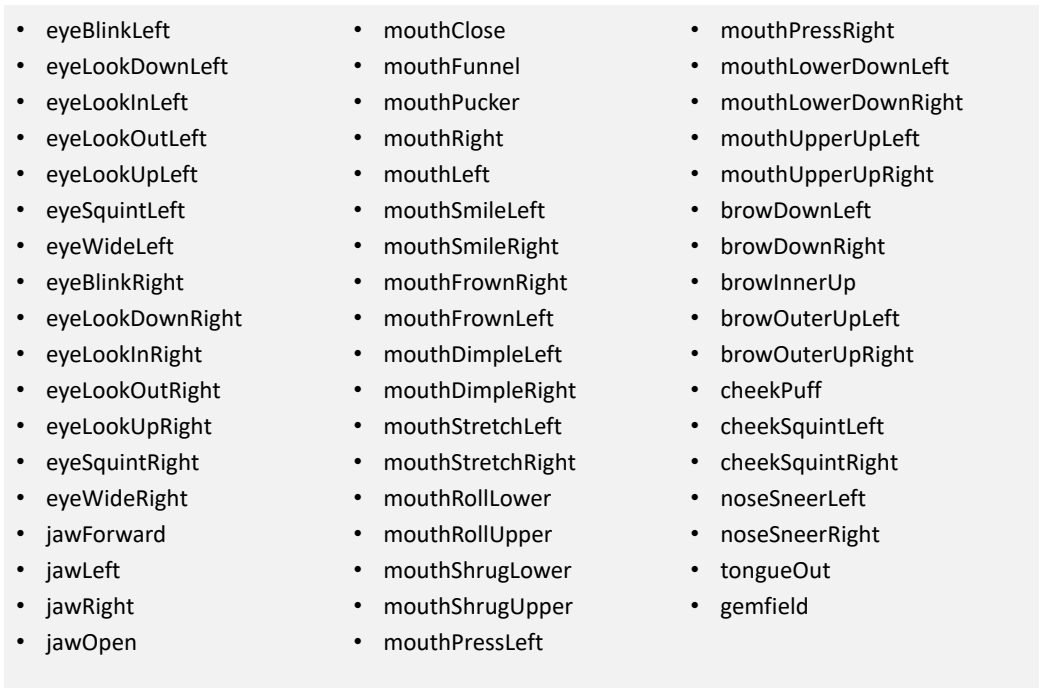 • eyeBlinkLeft
• eyeLookDownLeft
• eyeLookInLeft
• eyeLookOutLeft
• eyeLookUpLeft
• eyeSquintLeft
• eyeWideLeft
• eyeBlinkRight
• eyeLookDownRight
• eyeLookInRight
• eyeLookOutRight
• eyeLookUpRight
• eyeSquintRight
• eyeWideRight
• jawForward
• jawLeft
• jawRight
• jawOpen
• mouthClose
• mouthFunnel
• mouthPucker
• mouthRight
• mouthLeft
• mouthSmileLeft
• mouthSmileRight
• mouthFrownRight
• mouthFrownLeft
• mouthDimpleLeft
• mouthDimpleRight
• mouthStretchLeft
• mouthStretchRight
• mouthRollLower
• mouthRollUpper
• mouthShrugLower
• mouthShrugUpper
• mouthPressLeft
• mouthPressRight
• mouthLowerDownLeft
• mouthLowerDownRight
• mouthUpperUpLeft
• mouthUpperUpRight
• browDownLeft
• browDownRight
• browInnerUp
• browOuterUpLeft
• browOuterUpRight
• cheekPuff
• cheekSquintLeft
• cheekSquintRight
• noseSneerLeft
• noseSneerRight
• tongueOut
• gemfield